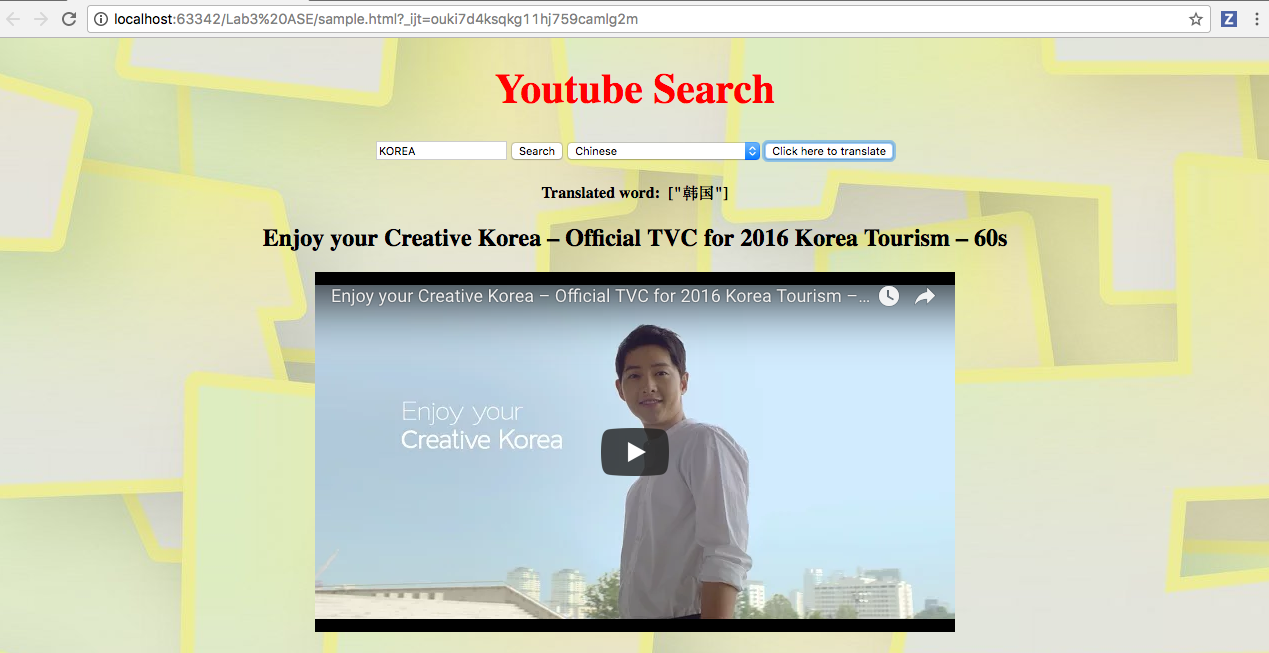 localhost:63342/Lab3%20ASE/sample.html?_ijt=ouki7d4ksqkg11hj759camlg2m
Z
Youtube Search
KOREA Search Chinese Click here to translate
Translated word: ["韩国"]
Enjoy your Creative Korea – Official TVC for 2016 Korea Tourism – 60s
Enjoy your Creative Korea – Official TVC for 2016 Korea Tourism –...
Enjoy your
Creative Korea